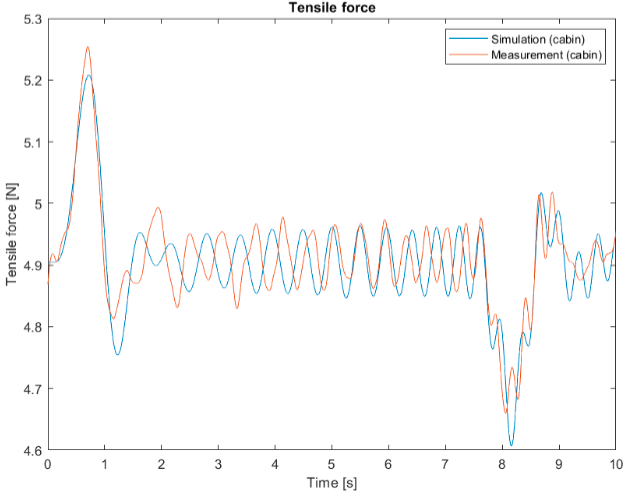 Tensile force
Simulation (cabin)
Measurement (cabin)
Tensile force [N]
5.3
5.2
5.1
5
4.9
4.8
4.7
4.6
0 1 2 3 4 5 6 7 8 9 10
Time [s]